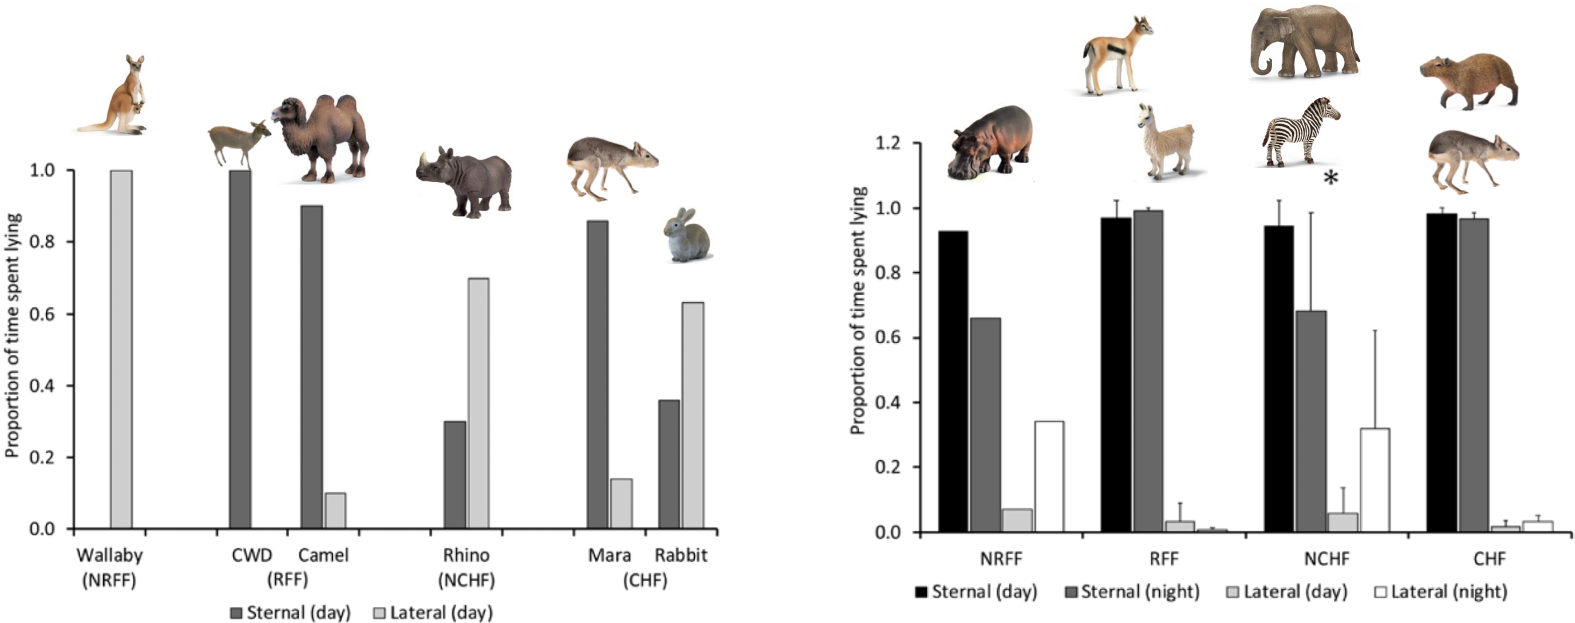 Proportion of time spent lying
1.0
0.8
0.6
0.4
0.2
0.0
Wallaby CWD Camel Rhino Mara Rabbit
(NRFF) (RFF) (NCHF) (CHF)
Sternal (day) Lateral (day)
Proportion of time spent lying
1.2
1.0
0.8
0.6
0.4
0.2
0.0
*
NRFF RFF NCHF CHF
Sternal (day) Sternal (night) Lateral (day) Lateral (night)